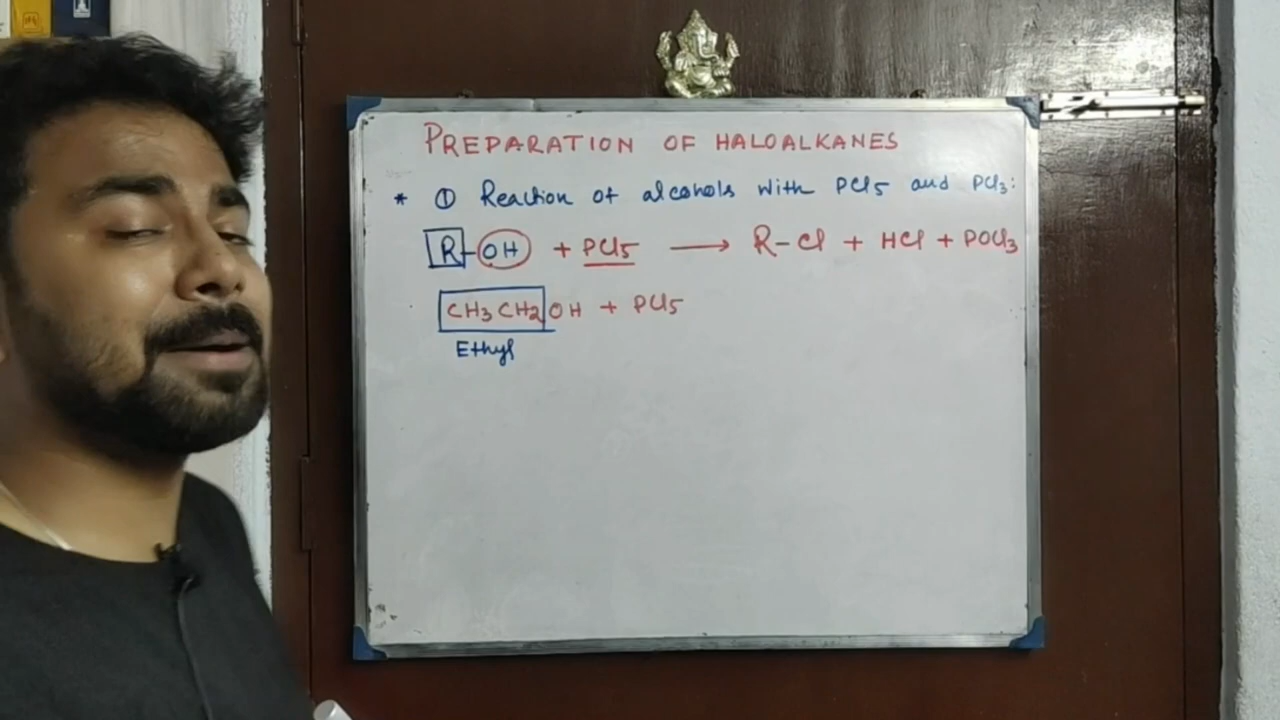 PREPARATION OF HALOALKANES
* ① Reaction of alcohols with PCl5 and PCl3:
R-OH + PCl5 ⟶ R-Cl + HCl + POCl3
CH3CH2OH + PCl5
Ethyl